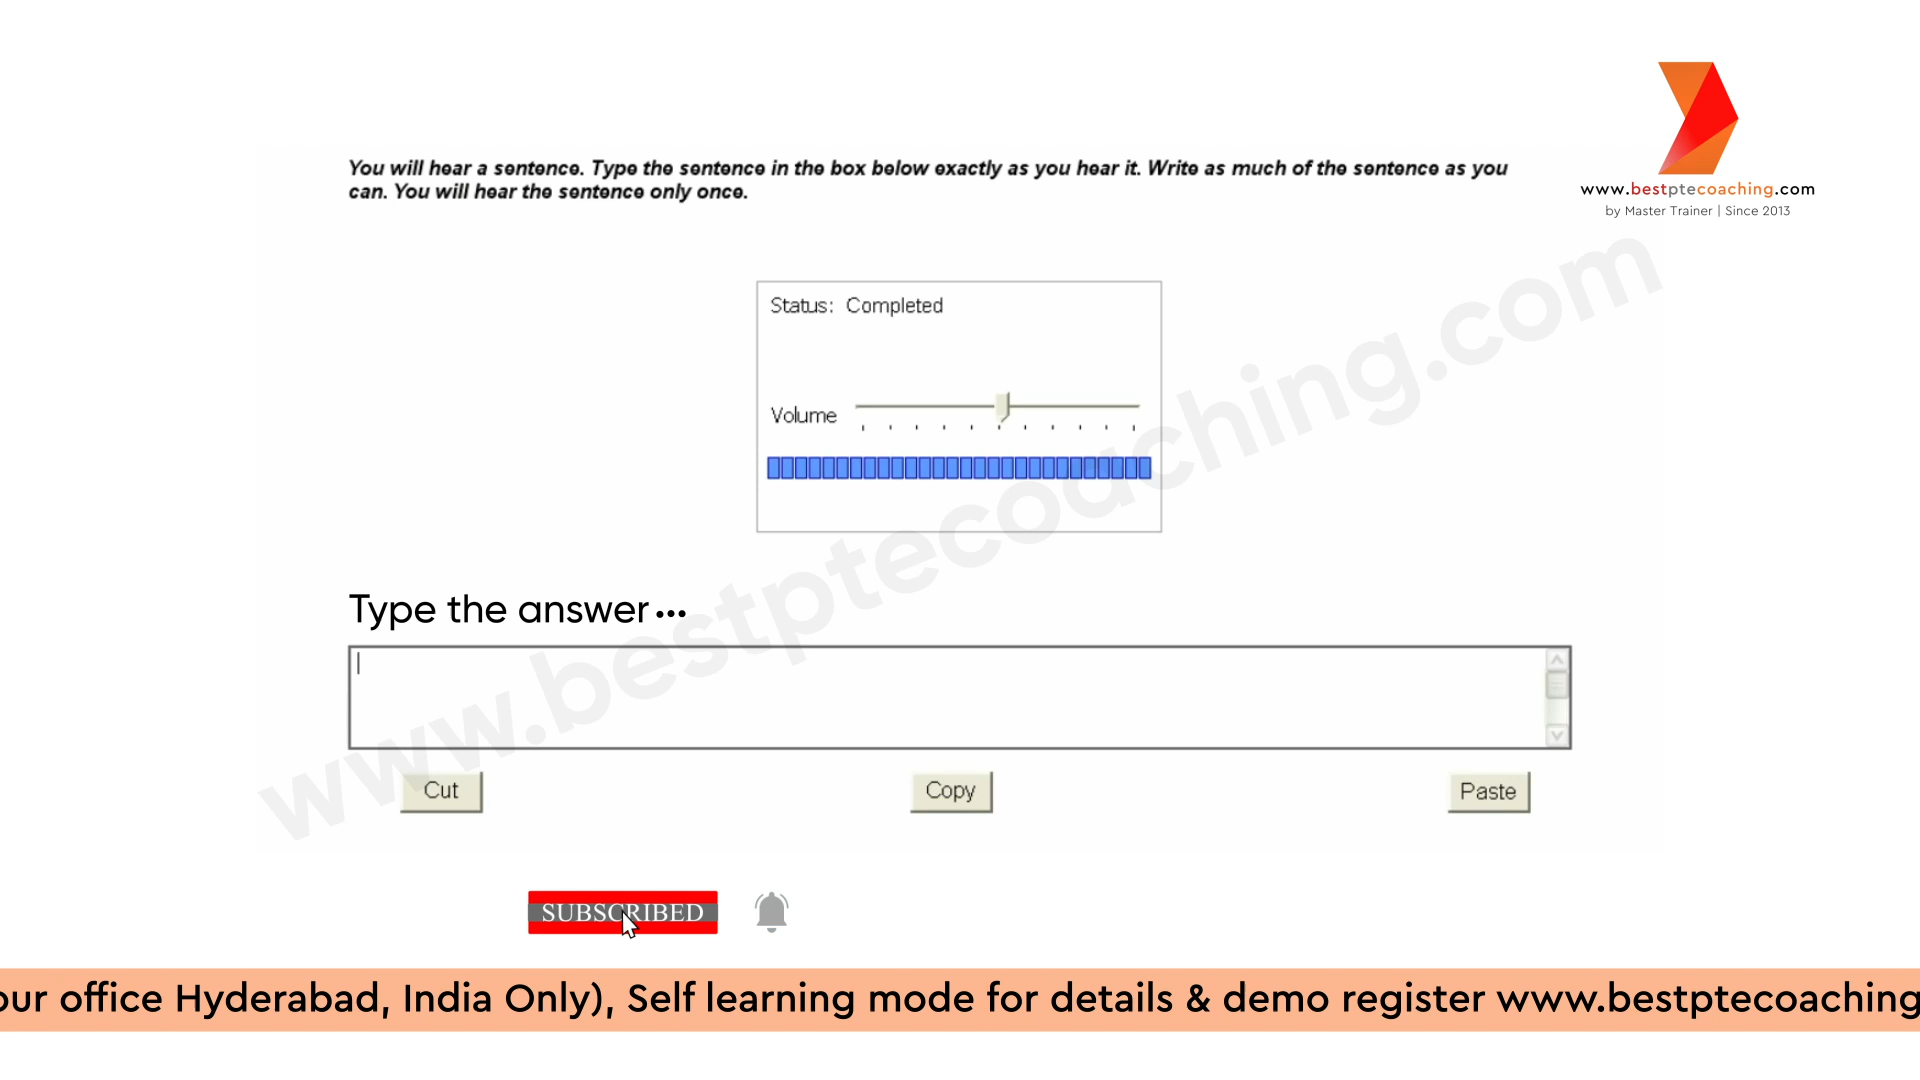 You will hear a sentence. Type the sentence in the box below exactly as you hear it. Write as much of the sentence as you
can. You will hear the sentence only once.
www.bestptecoaching.com
by Master Trainer | Since 2013
Status: Completed
Volume
www.bestptecoaching.com
Type the answer...
Cut
Copy
Paste
SUBSCRIBED
our office Hyderabad, India Only), Self learning mode for details & demo register www.bestptecoaching